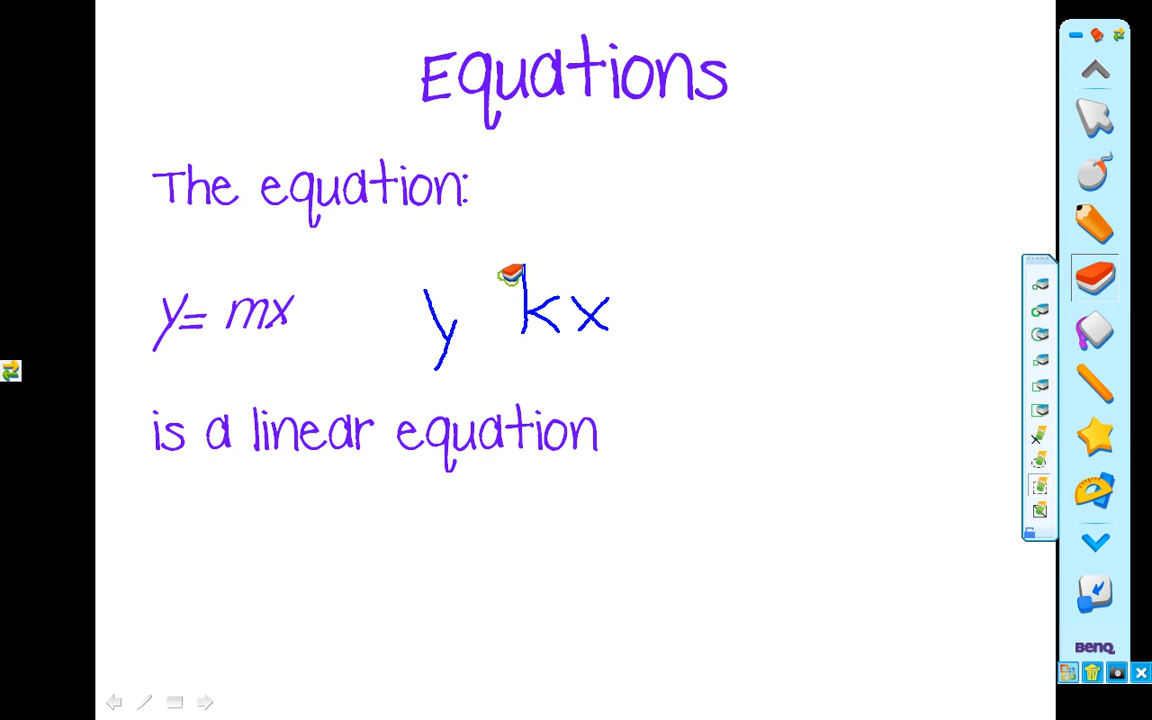 Equations
The equation:
y= mx y kx
is a linear equation
BenQ